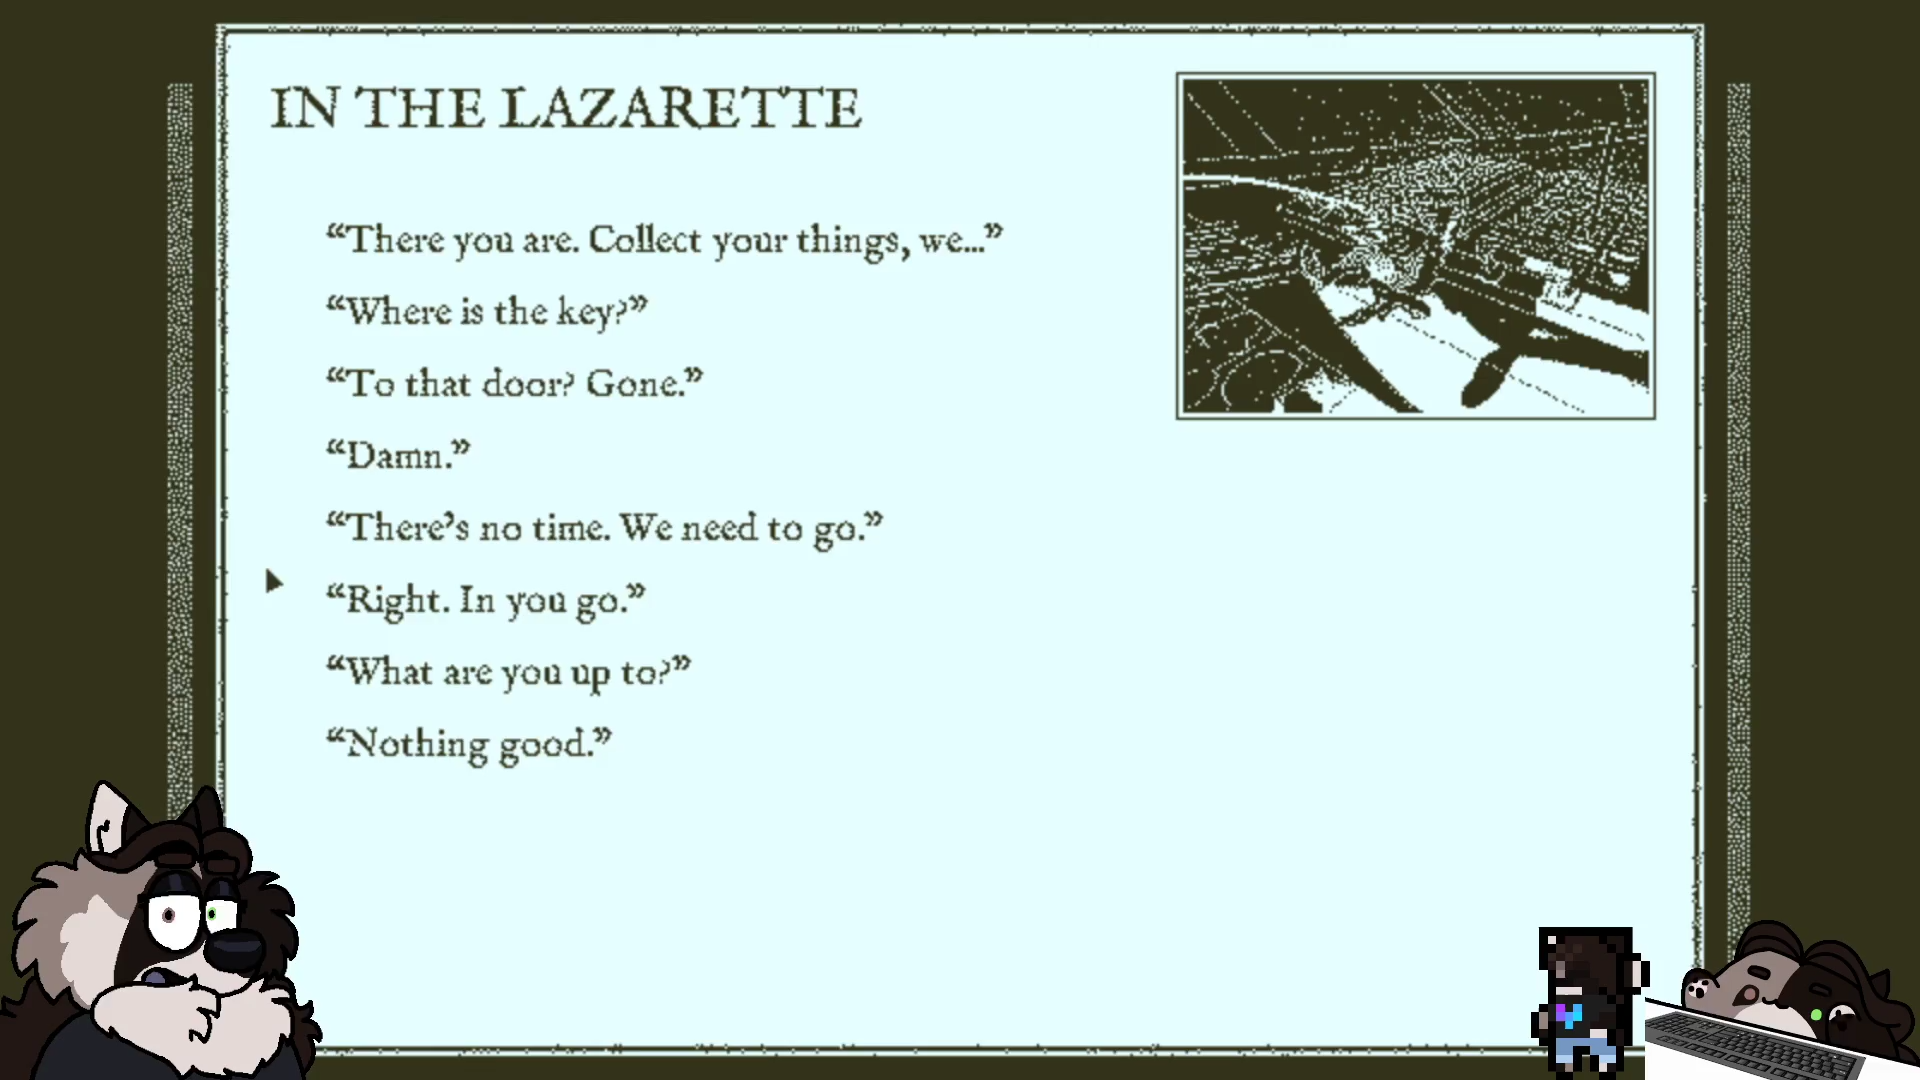 IN THE LAZARETTE
“There you are. Collect your things, we...”
“Where is the key?”
“To that door? Gone.”
“Damn.”
“There’s no time. We need to go.”
“Right. In you go.”
“What are you up to?”
“Nothing good.”